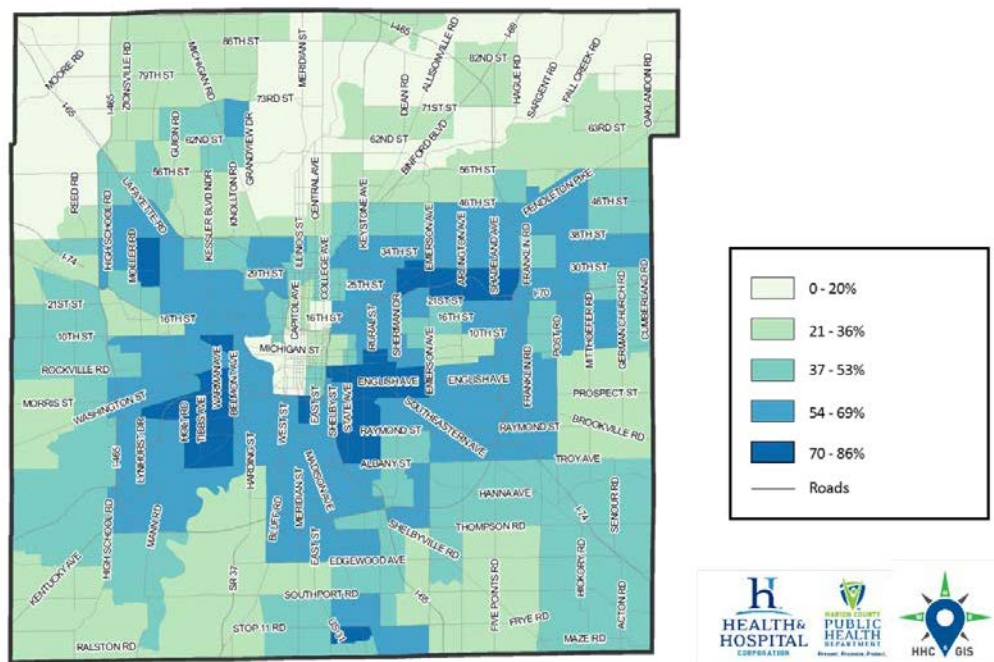 MOORE RD
I-65
I-465
ZIONSVILLE RD
79TH ST
MICHIGAN RD
86TH ST
MERIDIAN ST
73RD ST
I-465
ALLISONVILLE RD
DEAN RD
I-69
82ND ST
HAGUE RD
SARGENT RD
FALL CREEK RD
OAKLANDON RD
71ST ST
63RD ST
GUION RD
62ND ST
GRANDVIEW DR
62ND ST
BINFORD BLVD
REED RD
56TH ST
LAFAYETTE RD
KESSLER BLVD NDR
KNOLLTON RD
CENTRAL AVE
KEYSTONE AVE
56TH ST
46TH ST
PENDLETON PIKE
46TH ST
HIGH SCHOOL RD
MOLLER RD
I-74
ILLINOIS ST
COLLEGE AVE
34TH ST
EMERSON AVE
ARLINGTON AVE
SHADELAND AVE
FRANKLIN RD
38TH ST
30TH ST
29TH ST
25TH ST
I-70
21ST ST
21ST ST
16TH ST
CAPITOL AVE
16TH ST
RURAL ST
SHERMAN DR
16TH ST
10TH ST
10TH ST
POST RD
MITTHOEFER RD
GERMAN CHURCH RD
CUMBERLAND RD
MICHIGAN ST
ROCKVILLE RD
WARMAN AVE
BELMONT AVE
EMERSON AVE
ENGLISH AVE
ENGLISH AVE
FRANKLIN RD
PROSPECT ST
MORRIS ST
WASHINGTON ST
HOLT RD
TIBBS AVE
WEST ST
EAST ST
SHELBY ST
STATE AVE
RAYMOND ST
SOUTHEASTERN AVE
RAYMOND ST
BROOKVILLE RD
I-465
LYNHURST DR
HARDING ST
MADISON AVE
ALBANY ST
TROY AVE
HIGH SCHOOL RD
MANN RD
BLUFF RD
MERIDIAN ST
HANNA AVE
I-74
SENOUR RD
SHELBYVILLE RD
THOMPSON RD
KENTUCKY AVE
SR 37
EAST ST
EDGEWOOD AVE
I-65
FIVE POINTS RD
HICKORY RD
ACTON RD
SOUTHPORT RD
STOP 11 RD
US 31
FRYE RD
MAZE RD
RALSTON RD
0 - 20%
21 - 36%
37 - 53%
54 - 69%
70 - 86%
Roads
h
HEALTH&
HOSPITAL
CORPORATION
MARION COUNTY
PUBLIC
HEALTH
DEPARTMENT
Prevent. Promote. Protect.
HHC GIS